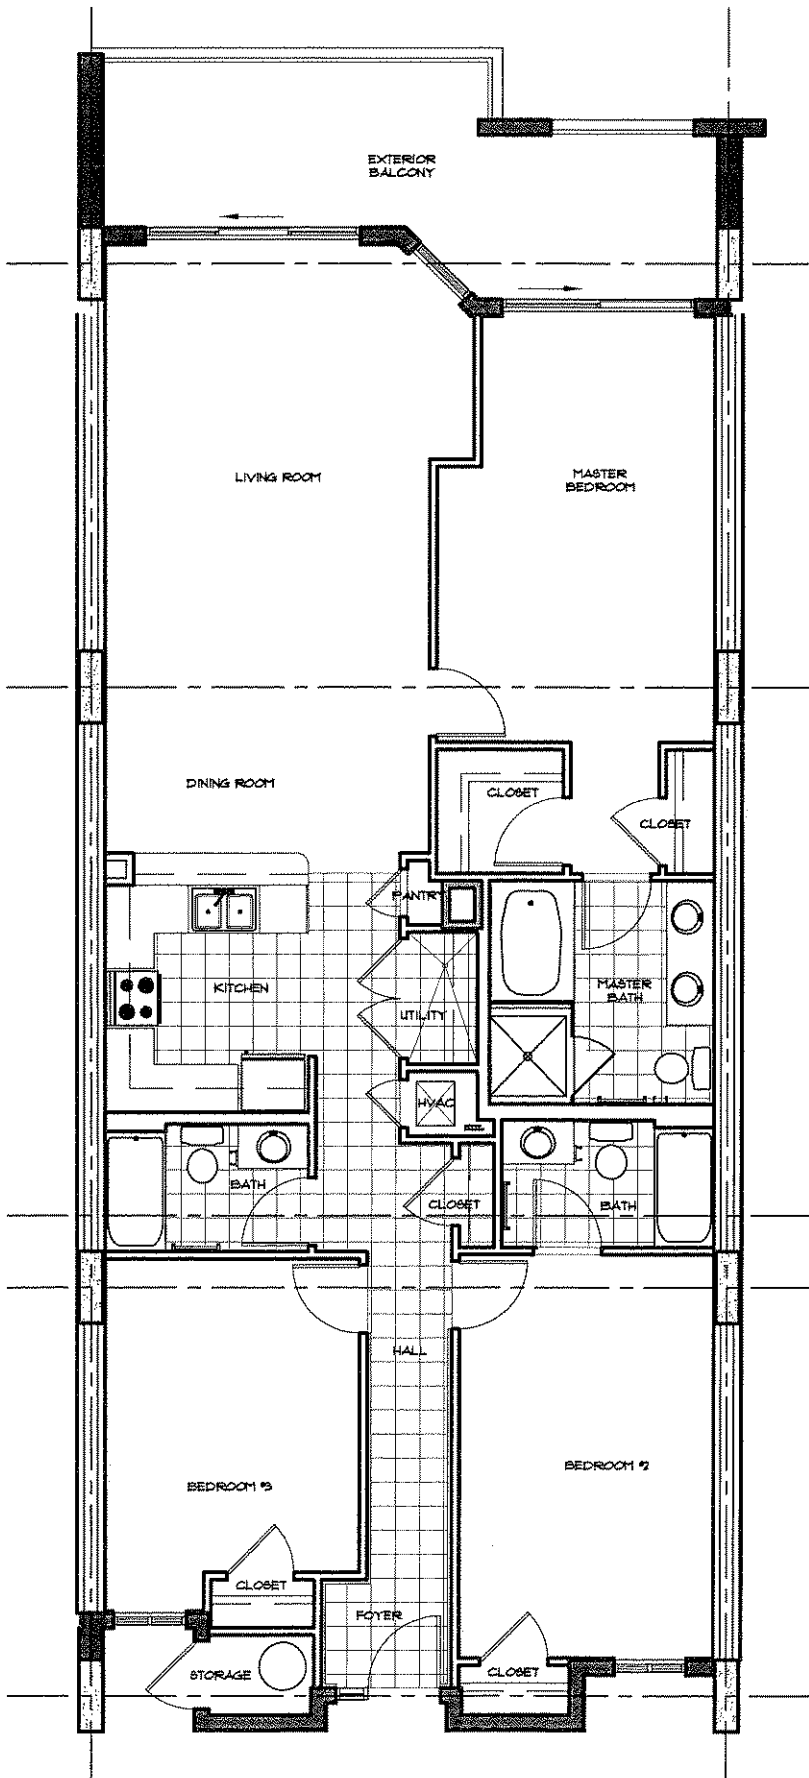 EXTERIOR
BALCONY
LIVING ROOM
MASTER
BEDROOM
DINING ROOM
CLOSET
CLOSET
PANTRY
KITCHEN
MASTER
BATH
UTILITY
HVAC
BATH
CLOSET
BATH
HALL
BEDROOM #3
BEDROOM #2
CLOSET
FOYER
STORAGE
CLOSET